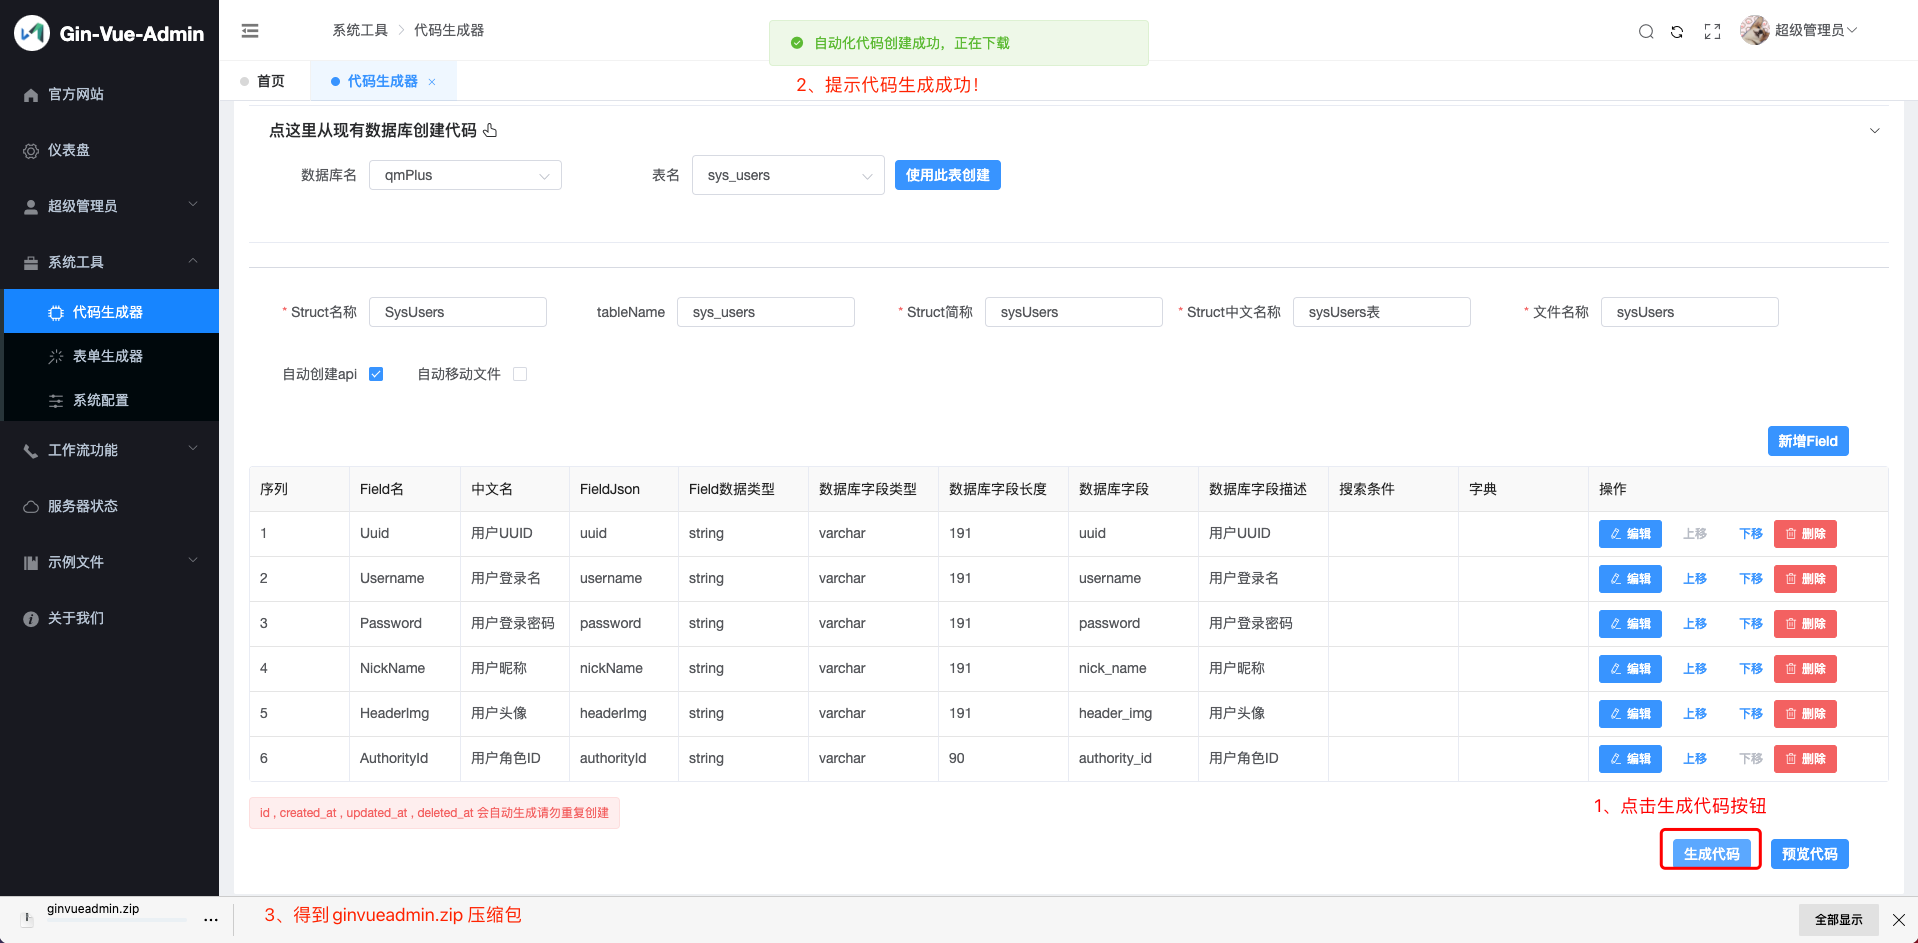 Gin-Vue-Admin
系统工具 > 代码生成器
自动化代码创建成功，正在下载
超级管理员
首页
代码生成器 ×
2、提示代码生成成功！
官方网站
仪表盘
超级管理员
系统工具
代码生成器
表单生成器
系统配置
工作流功能
服务器状态
示例文件
关于我们
点这里从现有数据库创建代码
数据库名 qmPlus 表名 sys_users 使用此表创建
* Struct名称 SysUsers tableName sys_users * Struct简称 sysUsers * Struct中文名称 sysUsers表 * 文件名称 sysUsers
自动创建api 自动移动文件
新增Field
序列 Field名 中文名 FieldJson Field数据类型 数据库字段类型 数据库字段长度 数据库字段 数据库字段描述 搜索条件 字典 操作
1 Uuid 用户UUID uuid string varchar 191 uuid 用户UUID 编辑 上移 下移 删除
2 Username 用户登录名 username string varchar 191 username 用户登录名 编辑 上移 下移 删除
3 Password 用户登录密码 password string varchar 191 password 用户登录密码 编辑 上移 下移 删除
4 NickName 用户昵称 nickName string varchar 191 nick_name 用户昵称 编辑 上移 下移 删除
5 HeaderImg 用户头像 headerImg string varchar 191 header_img 用户头像 编辑 上移 下移 删除
6 AuthorityId 用户角色ID authorityId string varchar 90 authority_id 用户角色ID 编辑 上移 下移 删除
id , created_at , updated_at , deleted_at 会自动生成请勿重复创建
1、点击生成代码按钮
生成代码 预览代码
ginvueadmin.zip
3、得到 ginvueadmin.zip 压缩包
全部显示